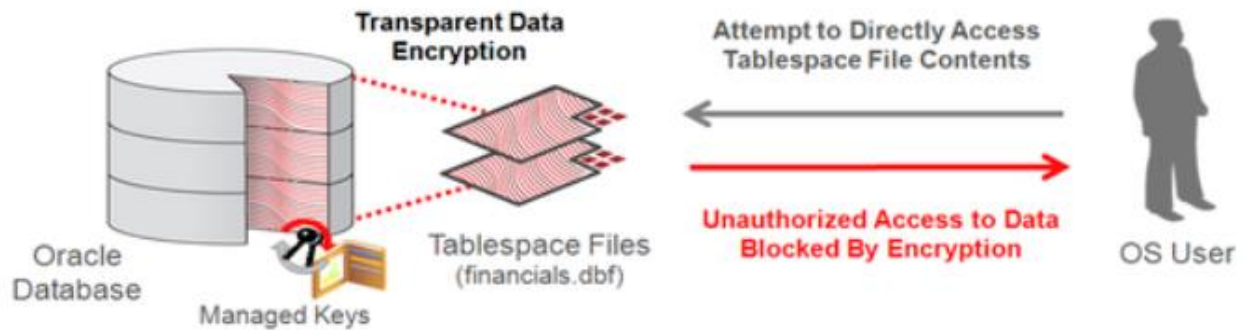 Transparent Data
Encryption
Attempt to Directly Access
Tablespace File Contents
Unauthorized Access to Data
Blocked By Encryption
Oracle
Database
Managed Keys
Tablespace Files
(financials.dbf)
OS User